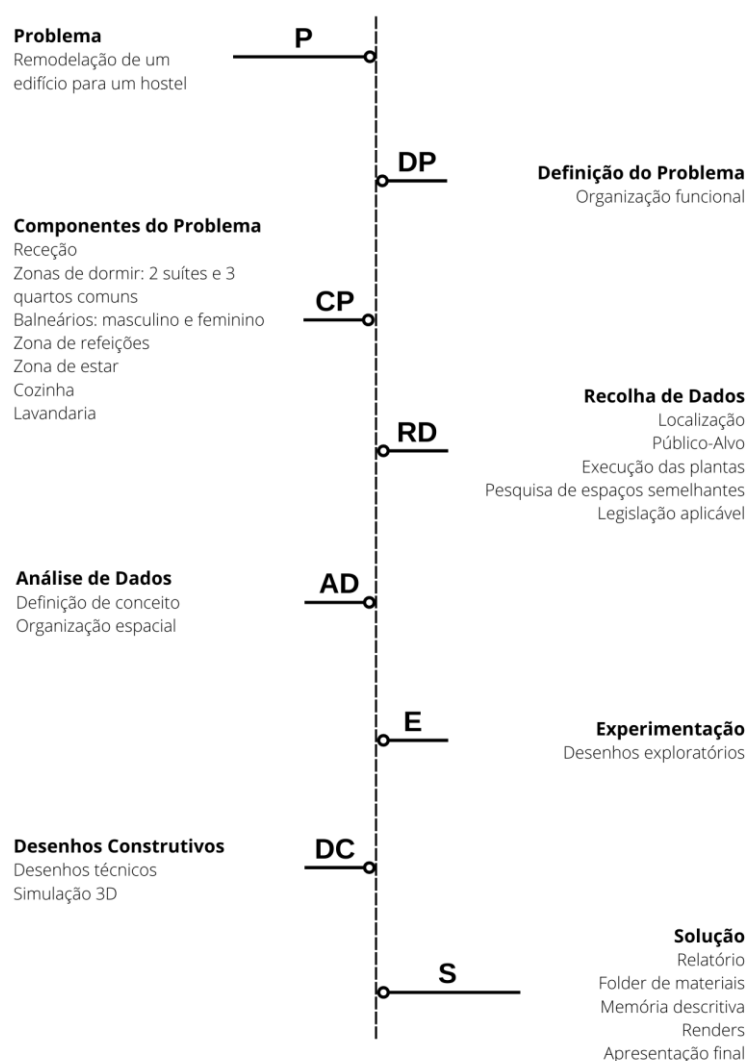 Problema
Remodelação de um
edifício para um hostel
P
DP
Definição do Problema
Organização funcional
Componentes do Problema
Receção
Zonas de dormir: 2 suítes e 3
quartos comuns
Balneários: masculino e feminino
Zona de refeições
Zona de estar
Cozinha
Lavandaria
CP
RD
Recolha de Dados
Localização
Público-Alvo
Execução das plantas
Pesquisa de espaços semelhantes
Legislação aplicável
Análise de Dados
Definição de conceito
Organização espacial
AD
E
Experimentação
Desenhos exploratórios
Desenhos Construtivos
Desenhos técnicos
Simulação 3D
DC
S
Solução
Relatório
Folder de materiais
Memória descritiva
Renders
Apresentação final